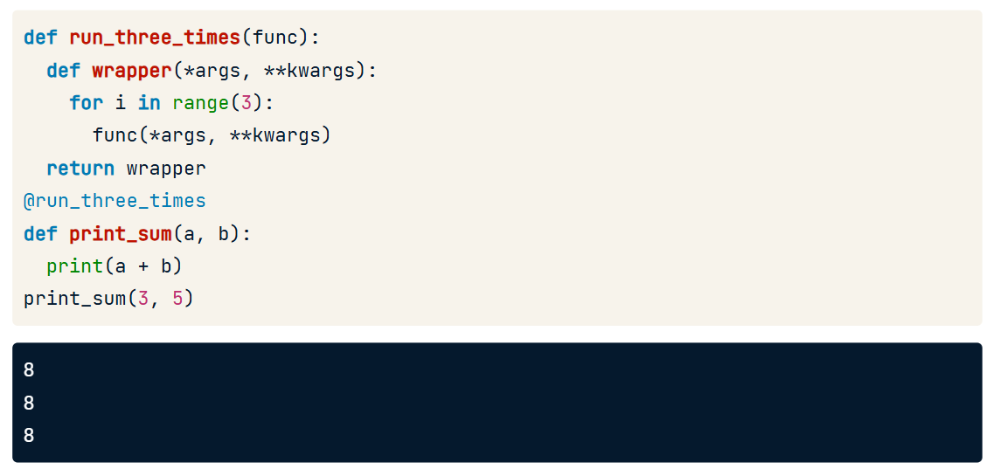 def run_three_times(func):
  def wrapper(*args, **kwargs):
    for i in range(3):
      func(*args, **kwargs)
  return wrapper
@run_three_times
def print_sum(a, b):
  print(a + b)
print_sum(3, 5)
8
8
8